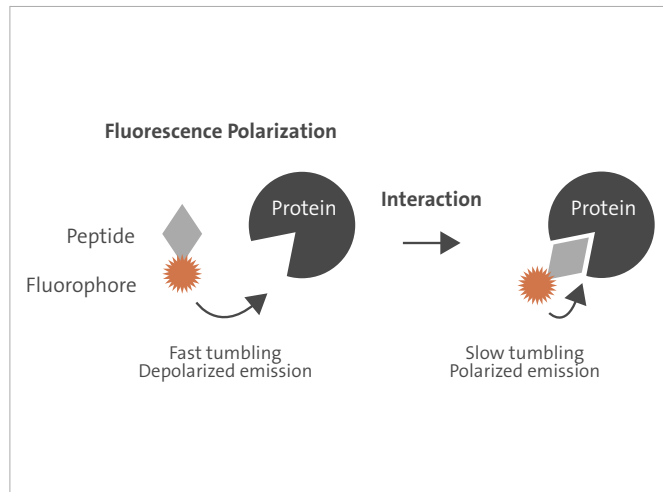 Fluorescence Polarization
Protein
Peptide
Fluorophore
Fast tumbling
Depolarized emission
Interaction
Protein
Slow tumbling
Polarized emission